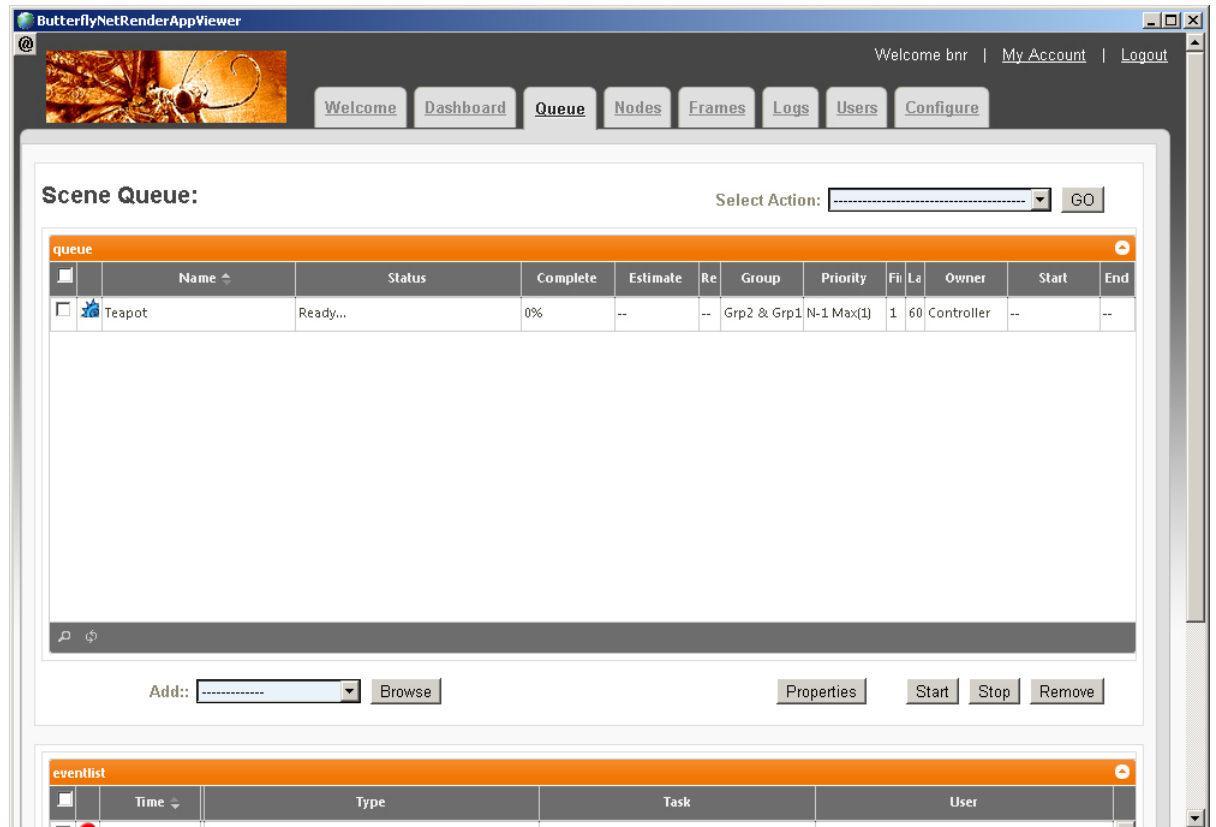 ButterflyNetRenderAppViewer
@
Welcome bnr | My Account | Logout
Welcome Dashboard Queue Nodes Frames Logs Users Configure
Scene Queue:
Select Action: --------------------------------------- GO
queue
Name Status Complete Estimate Re Group Priority Fi La Owner Start End
Teapot Ready... 0% -- -- Grp2 & Grp1 N-1 Max(1) 1 60 Controller -- --
Add:: ------------- Browse Properties Start Stop Remove
eventlist
Time Type Task User